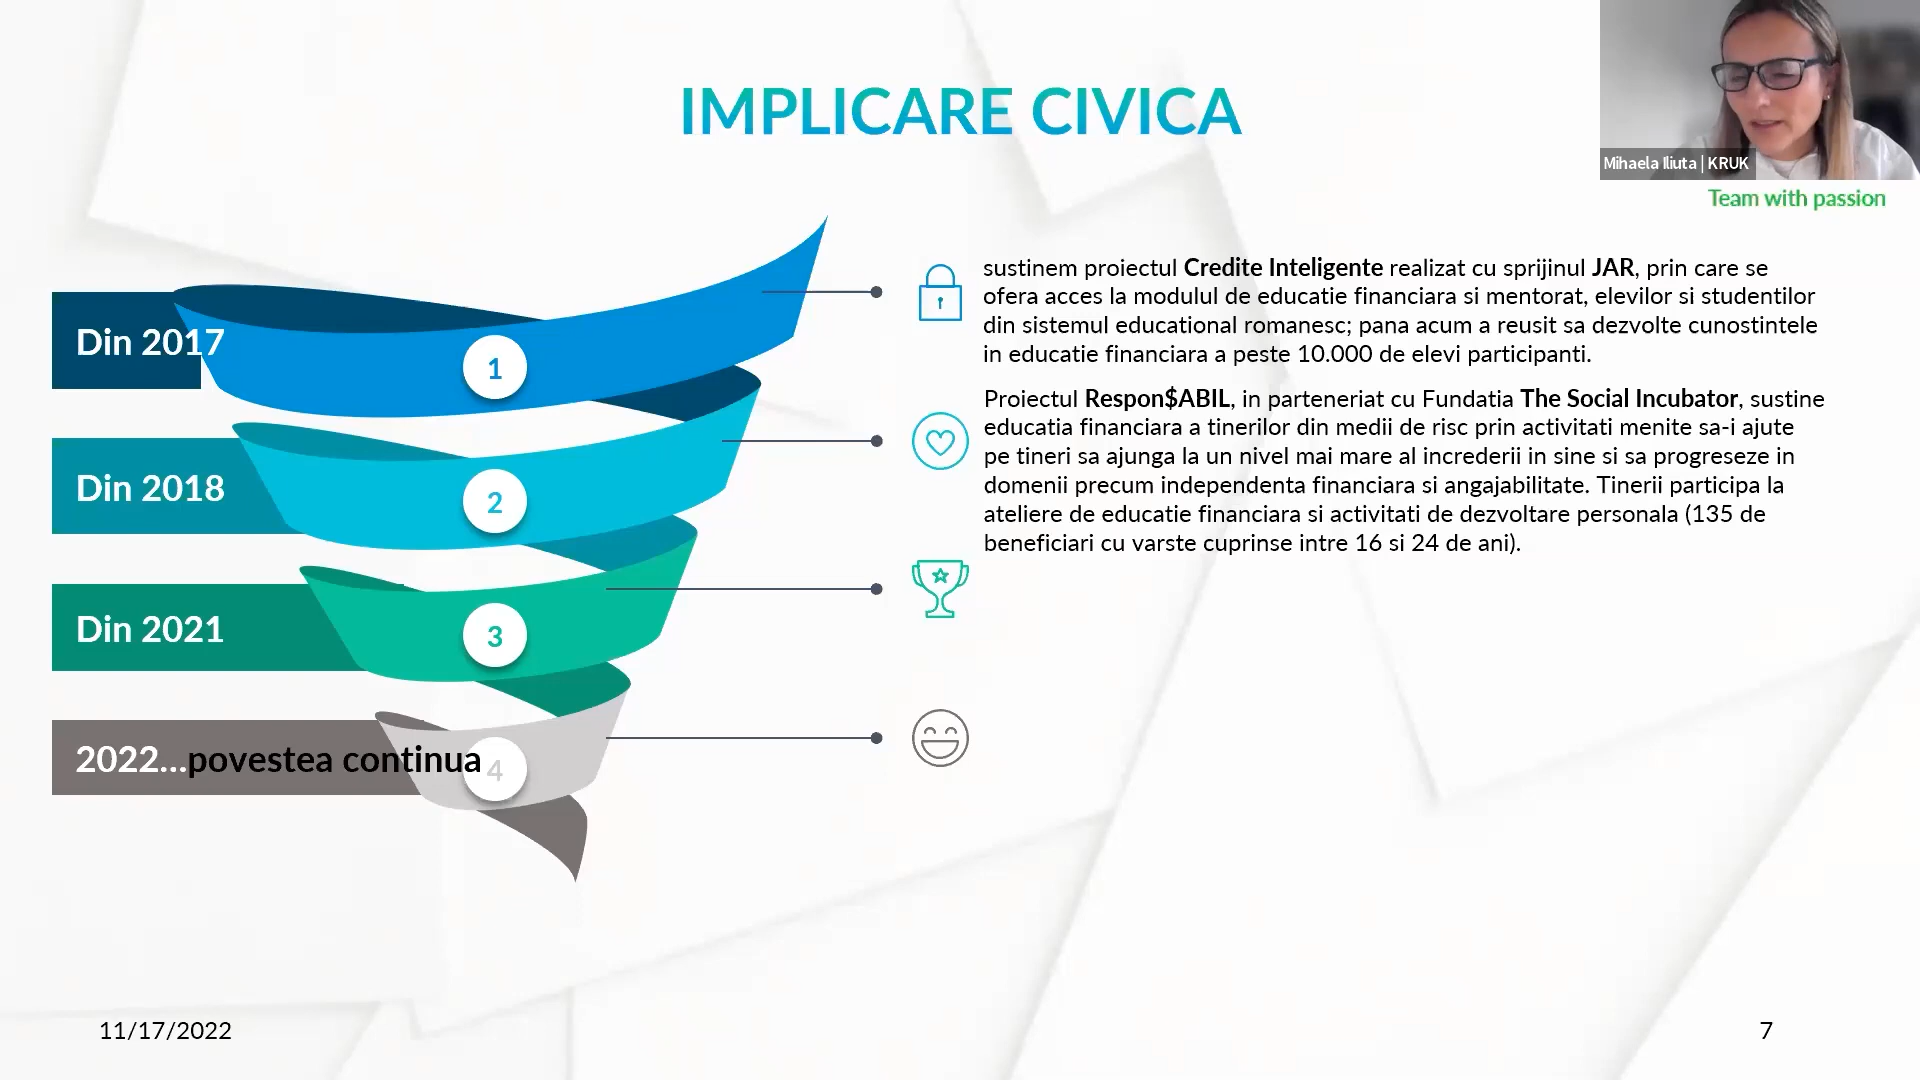 IMPLICARE CIVICA
Mihaela Iliuta | KRUK
Team with passion
Din 2017
1
sustinem proiectul Credite Inteligente realizat cu sprijinul JAR, prin care se
ofera acces la modulul de educatie financiara si mentorat, elevilor si studentilor
din sistemul educational romanesc; pana acum a reusit sa dezvolte cunostintele
in educatie financiara a peste 10.000 de elevi participanti.
Din 2018
2
Proiectul Respon$ABIL, in parteneriat cu Fundatia The Social Incubator, sustine
educatia financiara a tinerilor din medii de risc prin activitati menite sa-i ajute
pe tineri sa ajunga la un nivel mai mare al increderii in sine si sa progreseze in
domenii precum independenta financiara si angajabilitate. Tinerii participa la
ateliere de educatie financiara si activitati de dezvoltare personala (135 de
beneficiari cu varste cuprinse intre 16 si 24 de ani).
Din 2021
3
2022...povestea continua
4
11/17/2022
7